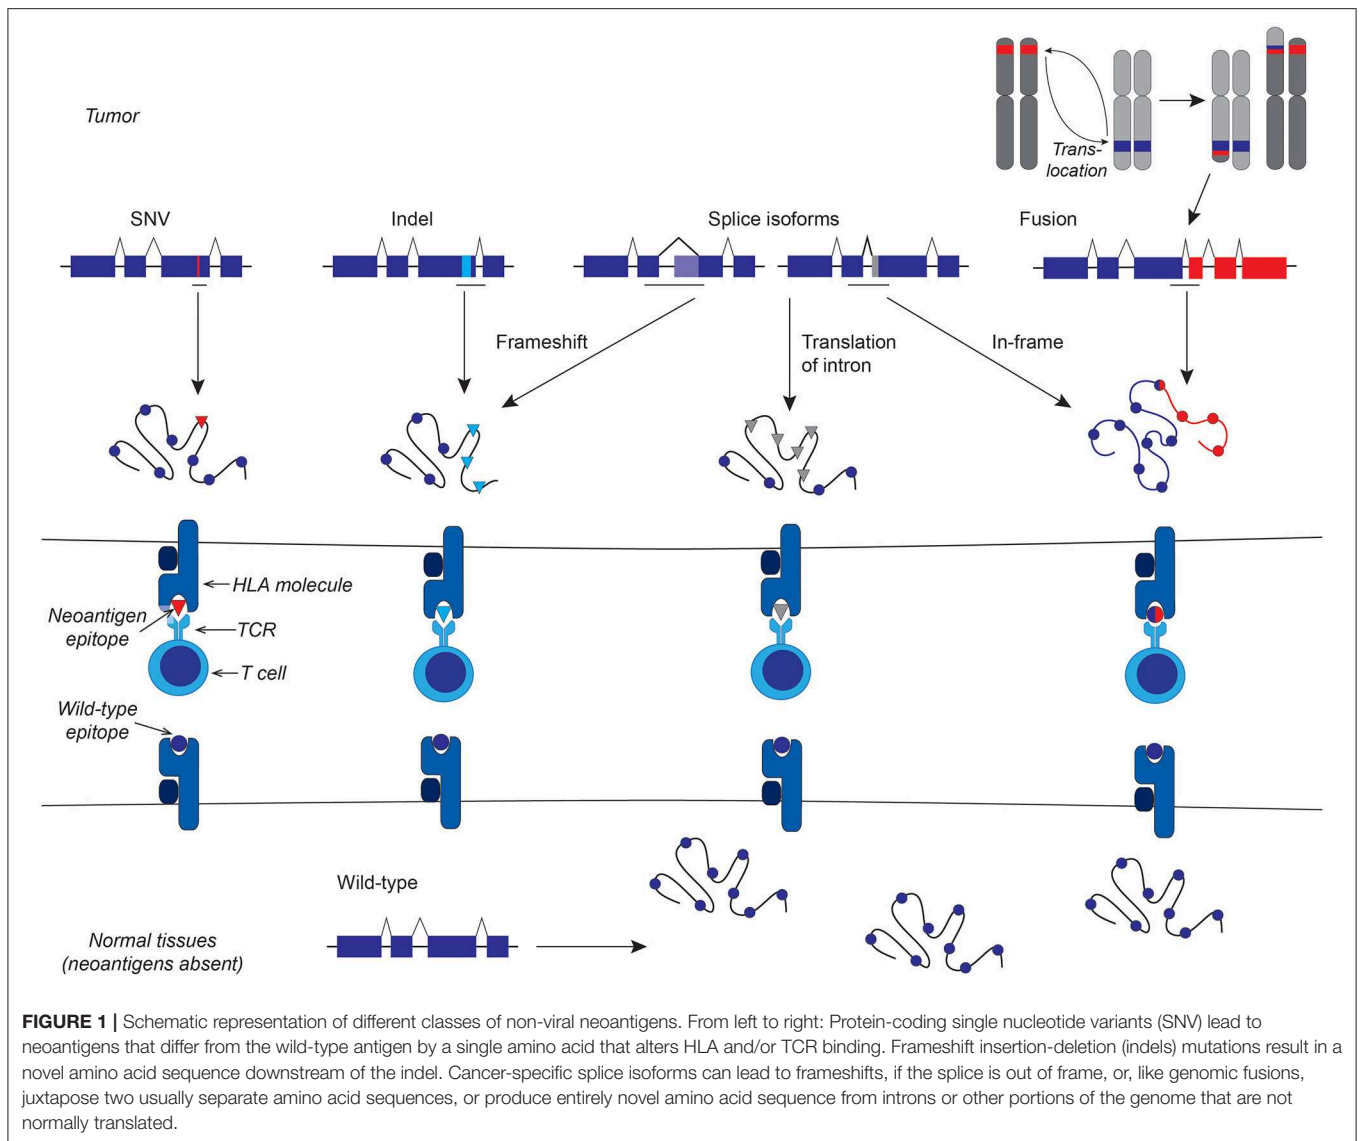 Tumor
Trans-
location
SNV
Indel
Splice isoforms
Fusion
Frameshift
Translation
of intron
In-frame
HLA molecule
Neoantigen
epitope
TCR
T cell
Wild-type
epitope
Wild-type
Normal tissues
(neoantigens absent)
FIGURE 1 | Schematic representation of different classes of non-viral neoantigens. From left to right: Protein-coding single nucleotide variants (SNV) lead to
neoantigens that differ from the wild-type antigen by a single amino acid that alters HLA and/or TCR binding. Frameshift insertion-deletion (indels) mutations result in a
novel amino acid sequence downstream of the indel. Cancer-specific splice isoforms can lead to frameshifts, if the splice is out of frame, or, like genomic fusions,
juxtapose two usually separate amino acid sequences, or produce entirely novel amino acid sequence from introns or other portions of the genome that are not
normally translated.